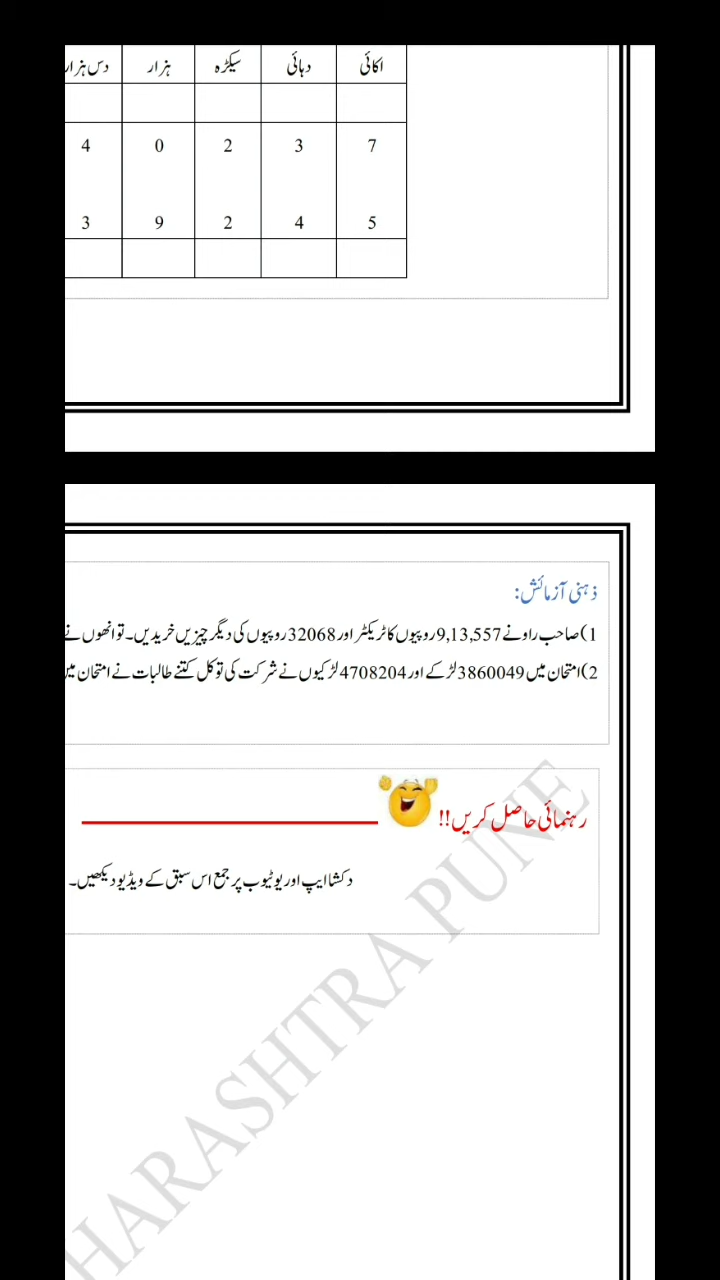 اکائی دہائی سیکڑہ ہزار دس ہزار
7 3 2 0 4
5 4 2 9 3
ذہنی آزمائش:
1) صاحب راو نے 9,13,557 روپیوں کا ٹریکٹر اور 32068 روپیوں کی دیگر چیزیں خریدیں۔ تو انھوں نے
2) امتحان میں 3860049 لڑکے اور 4708204 لڑکیوں نے شرکت کی تو کل کتنے طالبات نے امتحان میں
رہنمائی حاصل کریں!!
دکشا ایپ اور یوٹیوب پر جمع اس سبق کے ویڈیو دیکھیں۔
HARASHTRA PUNE